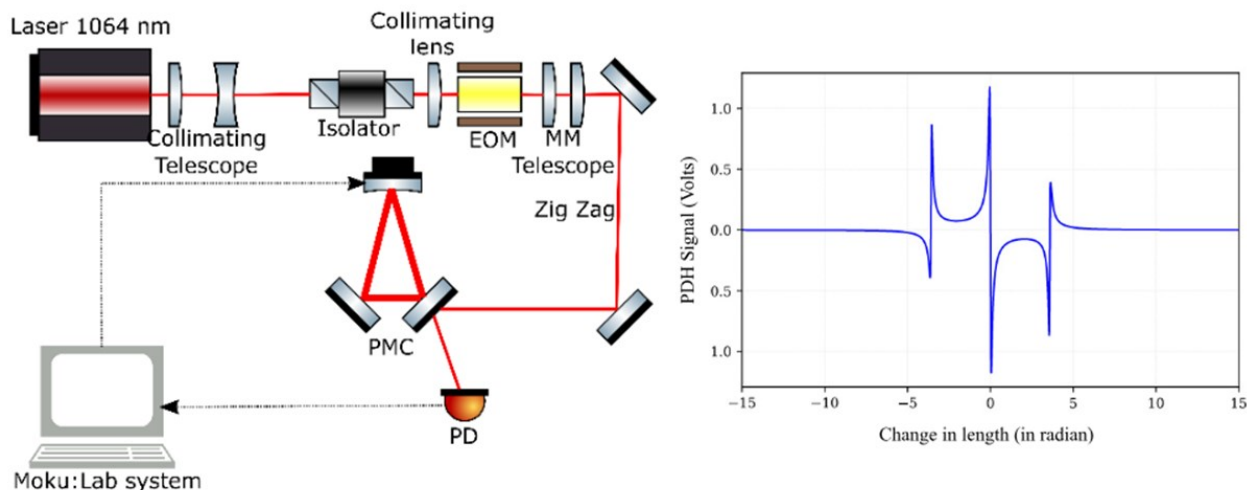 Laser 1064 nm
Collimating
Telescope
Isolator
Collimating
lens
EOM
MM
Telescope
Zig Zag
PMC
PD
Moku:Lab system
PDH Signal (Volts)
1.0
0.5
0.0
0.5
1.0
−15
−10
−5
0
5
10
15
Change in length (in radian)